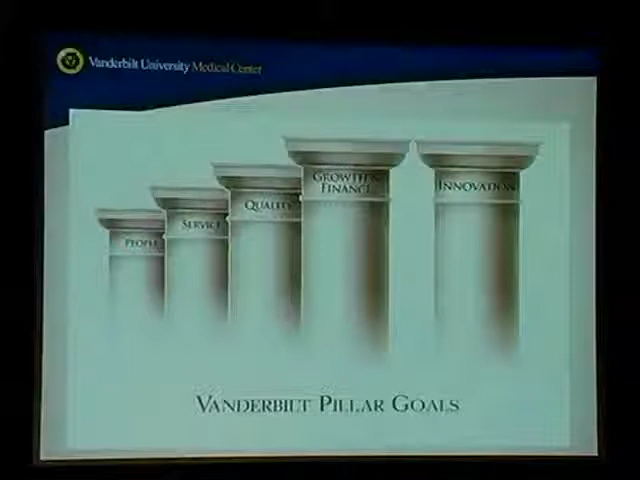 Vanderbilt University Medical Center
PEOPLE
SERVICE
QUALITY
GROWTH &
FINANCE
INNOVATION
VANDERBILT PILLAR GOALS